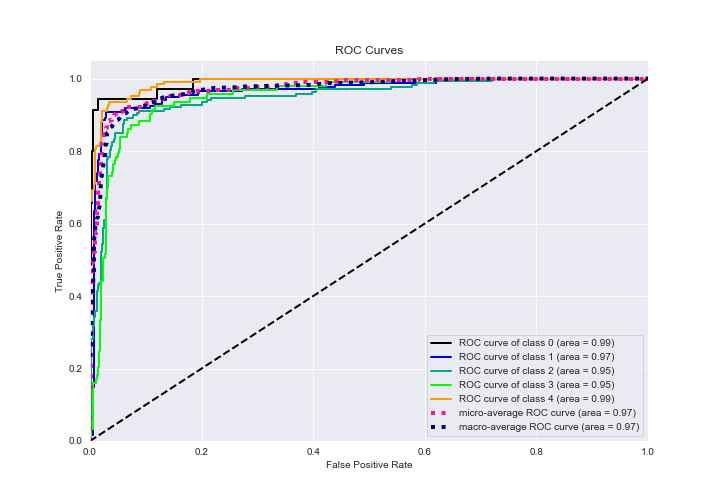 ROC Curves
True Positive Rate
1.0
0.8
0.6
0.4
0.2
0.0
0.0 0.2 0.4 0.6 0.8 1.0
False Positive Rate
ROC curve of class 0 (area = 0.99)
ROC curve of class 1 (area = 0.97)
ROC curve of class 2 (area = 0.95)
ROC curve of class 3 (area = 0.95)
ROC curve of class 4 (area = 0.99)
micro-average ROC curve (area = 0.97)
macro-average ROC curve (area = 0.97)